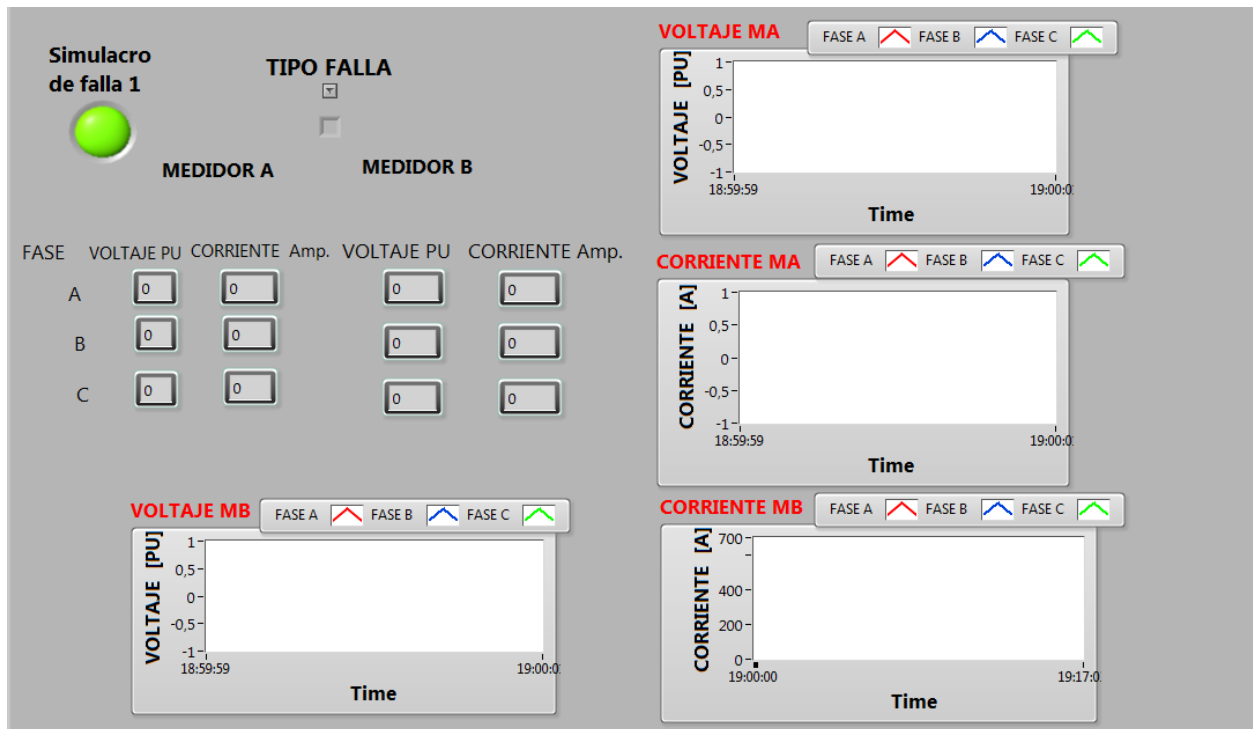 Simulacro
de falla 1
TIPO FALLA
MEDIDOR A
MEDIDOR B
FASE VOLTAJE PU CORRIENTE Amp. VOLTAJE PU CORRIENTE Amp.
A 0 0 0 0
B 0 0 0 0
C 0 0 0 0
VOLTAJE MA
FASE A FASE B FASE C
VOLTAJE [PU]
1
0,5
0
-0,5
-1
18:59:59 19:00:0
Time
CORRIENTE MA
FASE A FASE B FASE C
CORRIENTE [A]
1
0,5
0
-0,5
-1
18:59:59 19:00:0
Time
VOLTAJE MB
FASE A FASE B FASE C
VOLTAJE [PU]
1
0,5
0
-0,5
-1
18:59:59 19:00:0
Time
CORRIENTE MB
FASE A FASE B FASE C
CORRIENTE [A]
700
400
200
0
19:00:00 19:17:0
Time